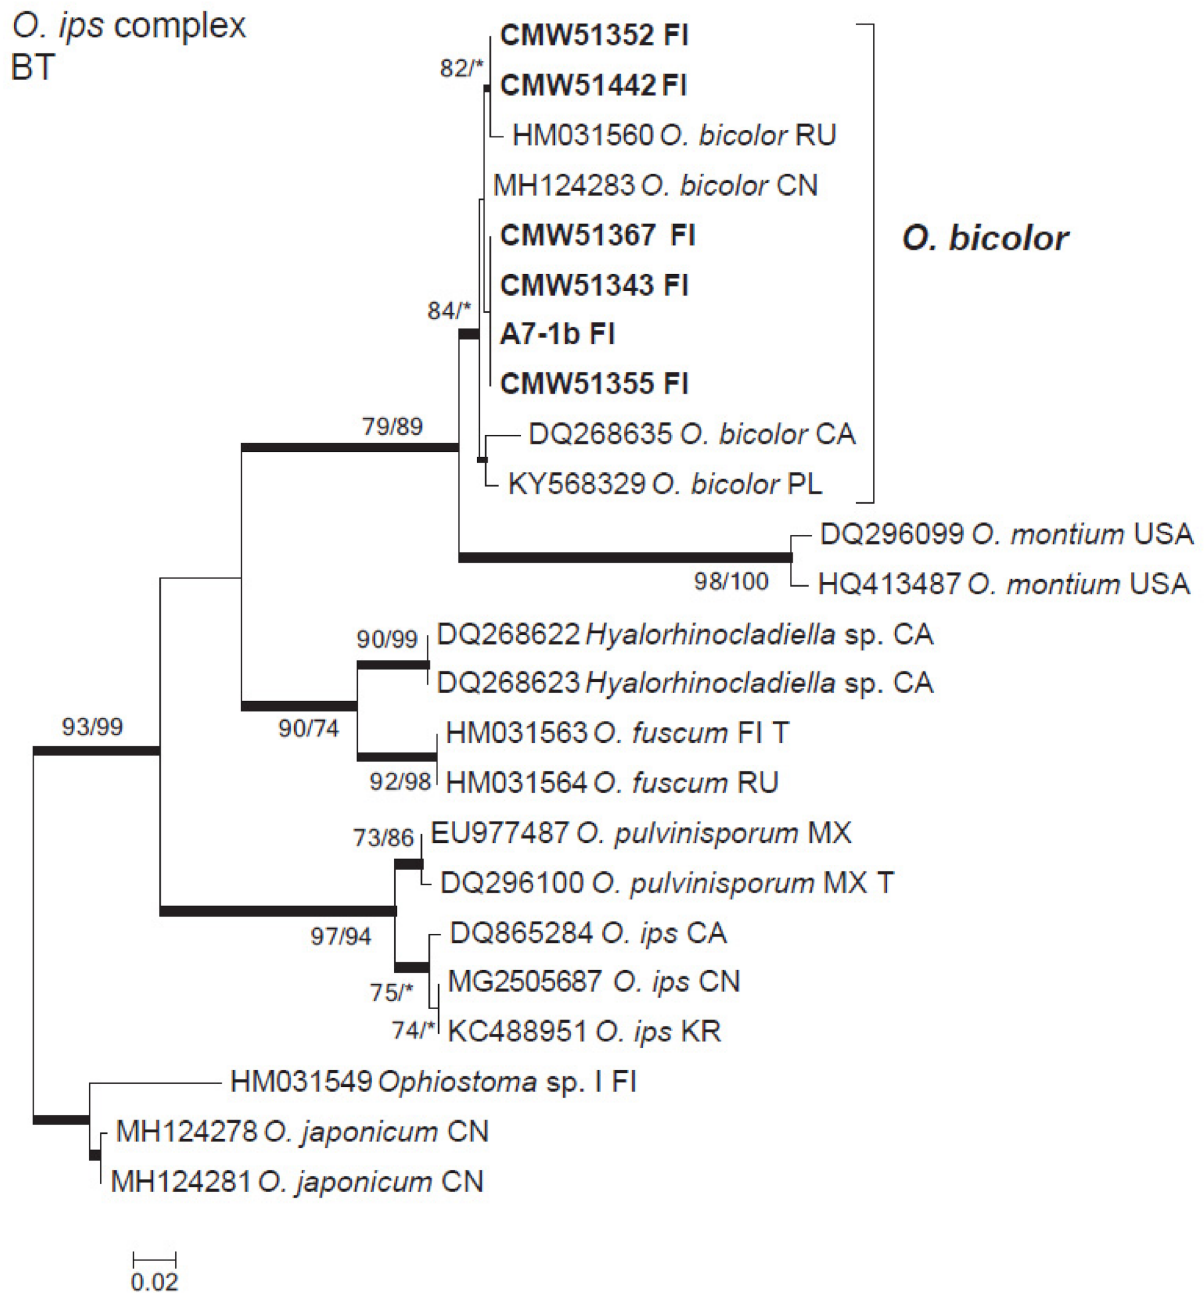 O. ips complex
BT
CMW51352 FI
82/*
CMW51442 FI
HM031560 O. bicolor RU
MH124283 O. bicolor CN
CMW51367 FI
O. bicolor
CMW51343 FI
84/*
A7-1b FI
CMW51355 FI
79/89
DQ268635 O. bicolor CA
KY568329 O. bicolor PL
DQ296099 O. montium USA
98/100
HQ413487 O. montium USA
90/99
DQ268622 Hyalorhinocladiella sp. CA
DQ268623 Hyalorhinocladiella sp. CA
93/99
90/74
HM031563 O. fuscum FI T
92/98
HM031564 O. fuscum RU
73/86
EU977487 O. pulvinisporum MX
DQ296100 O. pulvinisporum MX T
97/94
DQ865284 O. ips CA
MG2505687 O. ips CN
75/*
74/*
KC488951 O. ips KR
HM031549 Ophiostoma sp. I FI
MH124278 O. japonicum CN
MH124281 O. japonicum CN
0.02